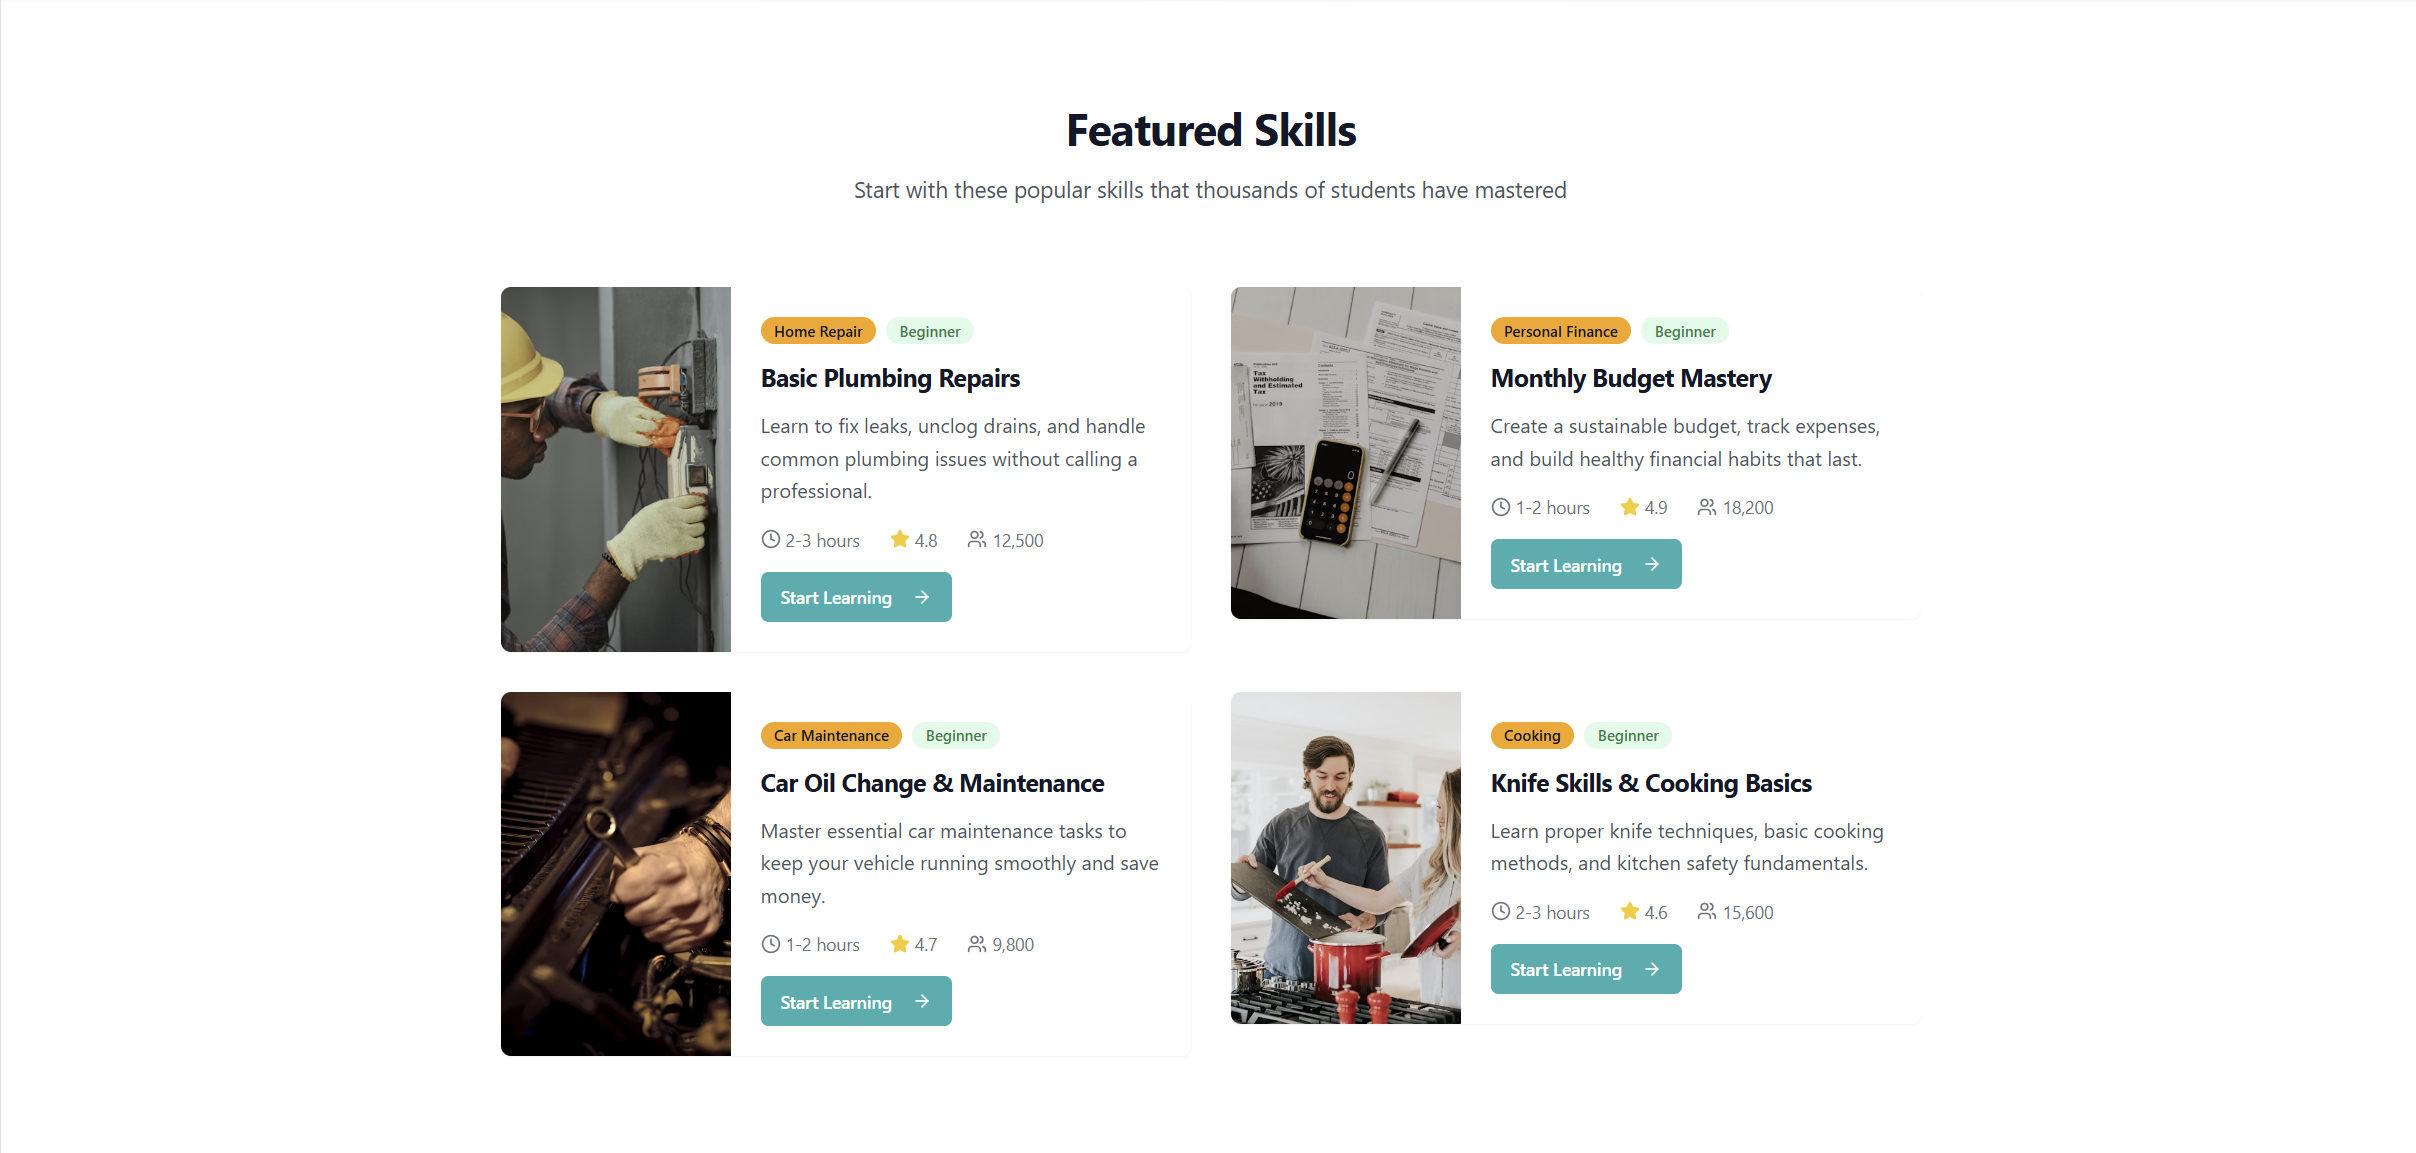 Featured Skills
Start with these popular skills that thousands of students have mastered
Home Repair
Beginner
Basic Plumbing Repairs
Learn to fix leaks, unclog drains, and handle
common plumbing issues without calling a
professional.
2-3 hours 4.8 12,500
Start Learning
Tax
Withholding
and Estimated
Tax
2019
Personal Finance
Beginner
Monthly Budget Mastery
Create a sustainable budget, track expenses,
and build healthy financial habits that last.
1-2 hours 4.9 18,200
Start Learning
Car Maintenance
Beginner
Car Oil Change & Maintenance
Master essential car maintenance tasks to
keep your vehicle running smoothly and save
money.
1-2 hours 4.7 9,800
Start Learning
Cooking
Beginner
Knife Skills & Cooking Basics
Learn proper knife techniques, basic cooking
methods, and kitchen safety fundamentals.
2-3 hours 4.6 15,600
Start Learning